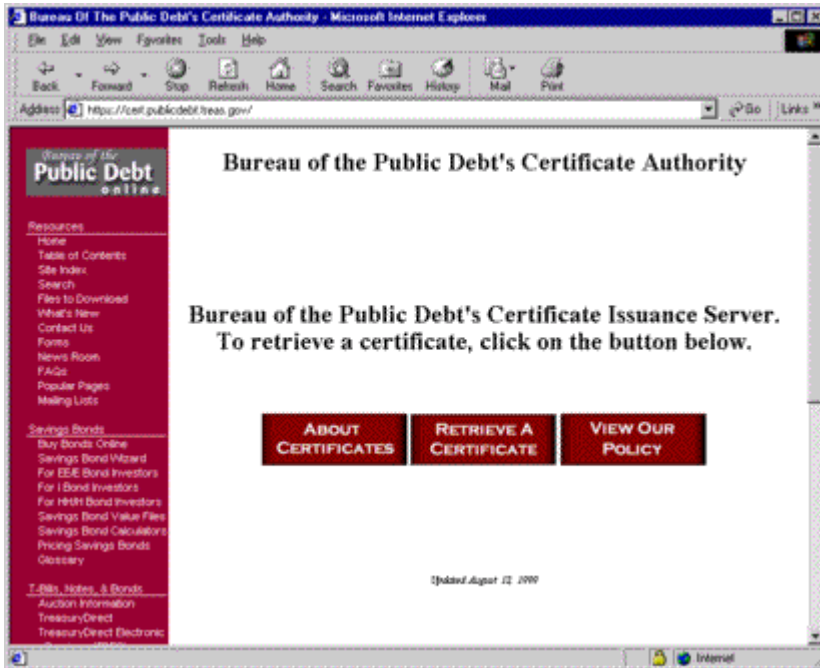 Bureau Of The Public Debt's Certificate Authority - Microsoft Internet Explorer
File Edit View Favorites Tools Help
Back Forward Stop Refresh Home Search Favorites History Mail Print
Address https://cert.publicdebt.treas.gov/ Go Links »
Bureau of the
Public Debt
online
Bureau of the Public Debt's Certificate Authority
Resources
Home
Table of Contents
Site Index
Search
Files to Download
What's New
Contact Us
Forms
News Room
FAQs
Popular Pages
Mailing Lists
Bureau of the Public Debt's Certificate Issuance Server.
To retrieve a certificate, click on the button below.
ABOUT CERTIFICATES
RETRIEVE A CERTIFICATE
VIEW OUR POLICY
Savings Bonds
Buy Bonds Online
Savings Bond Wizard
For EE/E Bond Investors
For I Bond Investors
For HH/H Bond Investors
Savings Bond Value Files
Savings Bond Calculators
Pricing Savings Bonds
Glossary
T-Bills, Notes, & Bonds
Auction Information
TreasuryDirect
TreasuryDirect Electronic
Updated August 12, 1999
Internet